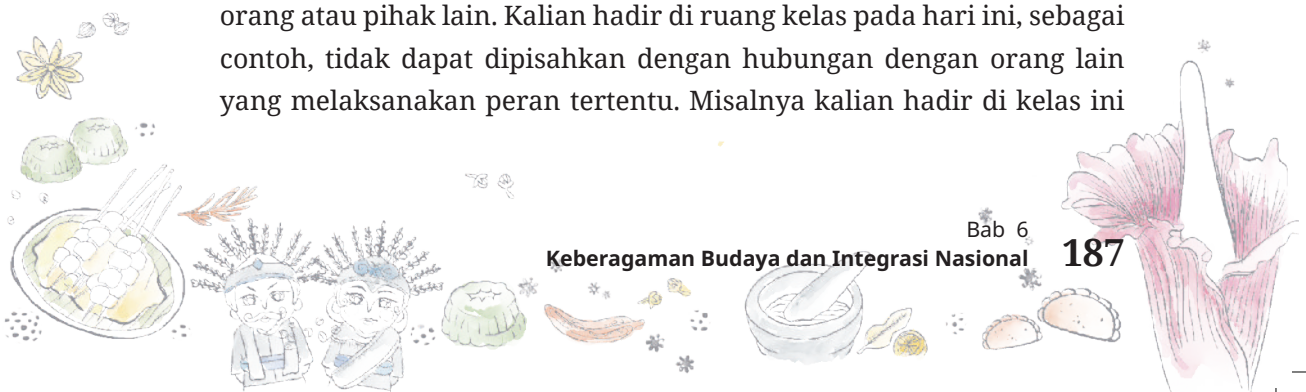 orang atau pihak lain. Kalian hadir di ruang kelas pada hari ini, sebagai
contoh, tidak dapat dipisahkan dengan hubungan dengan orang lain
yang melaksanakan peran tertentu. Misalnya kalian hadir di kelas ini
Bab 6
Keberagaman Budaya dan Integrasi Nasional
187